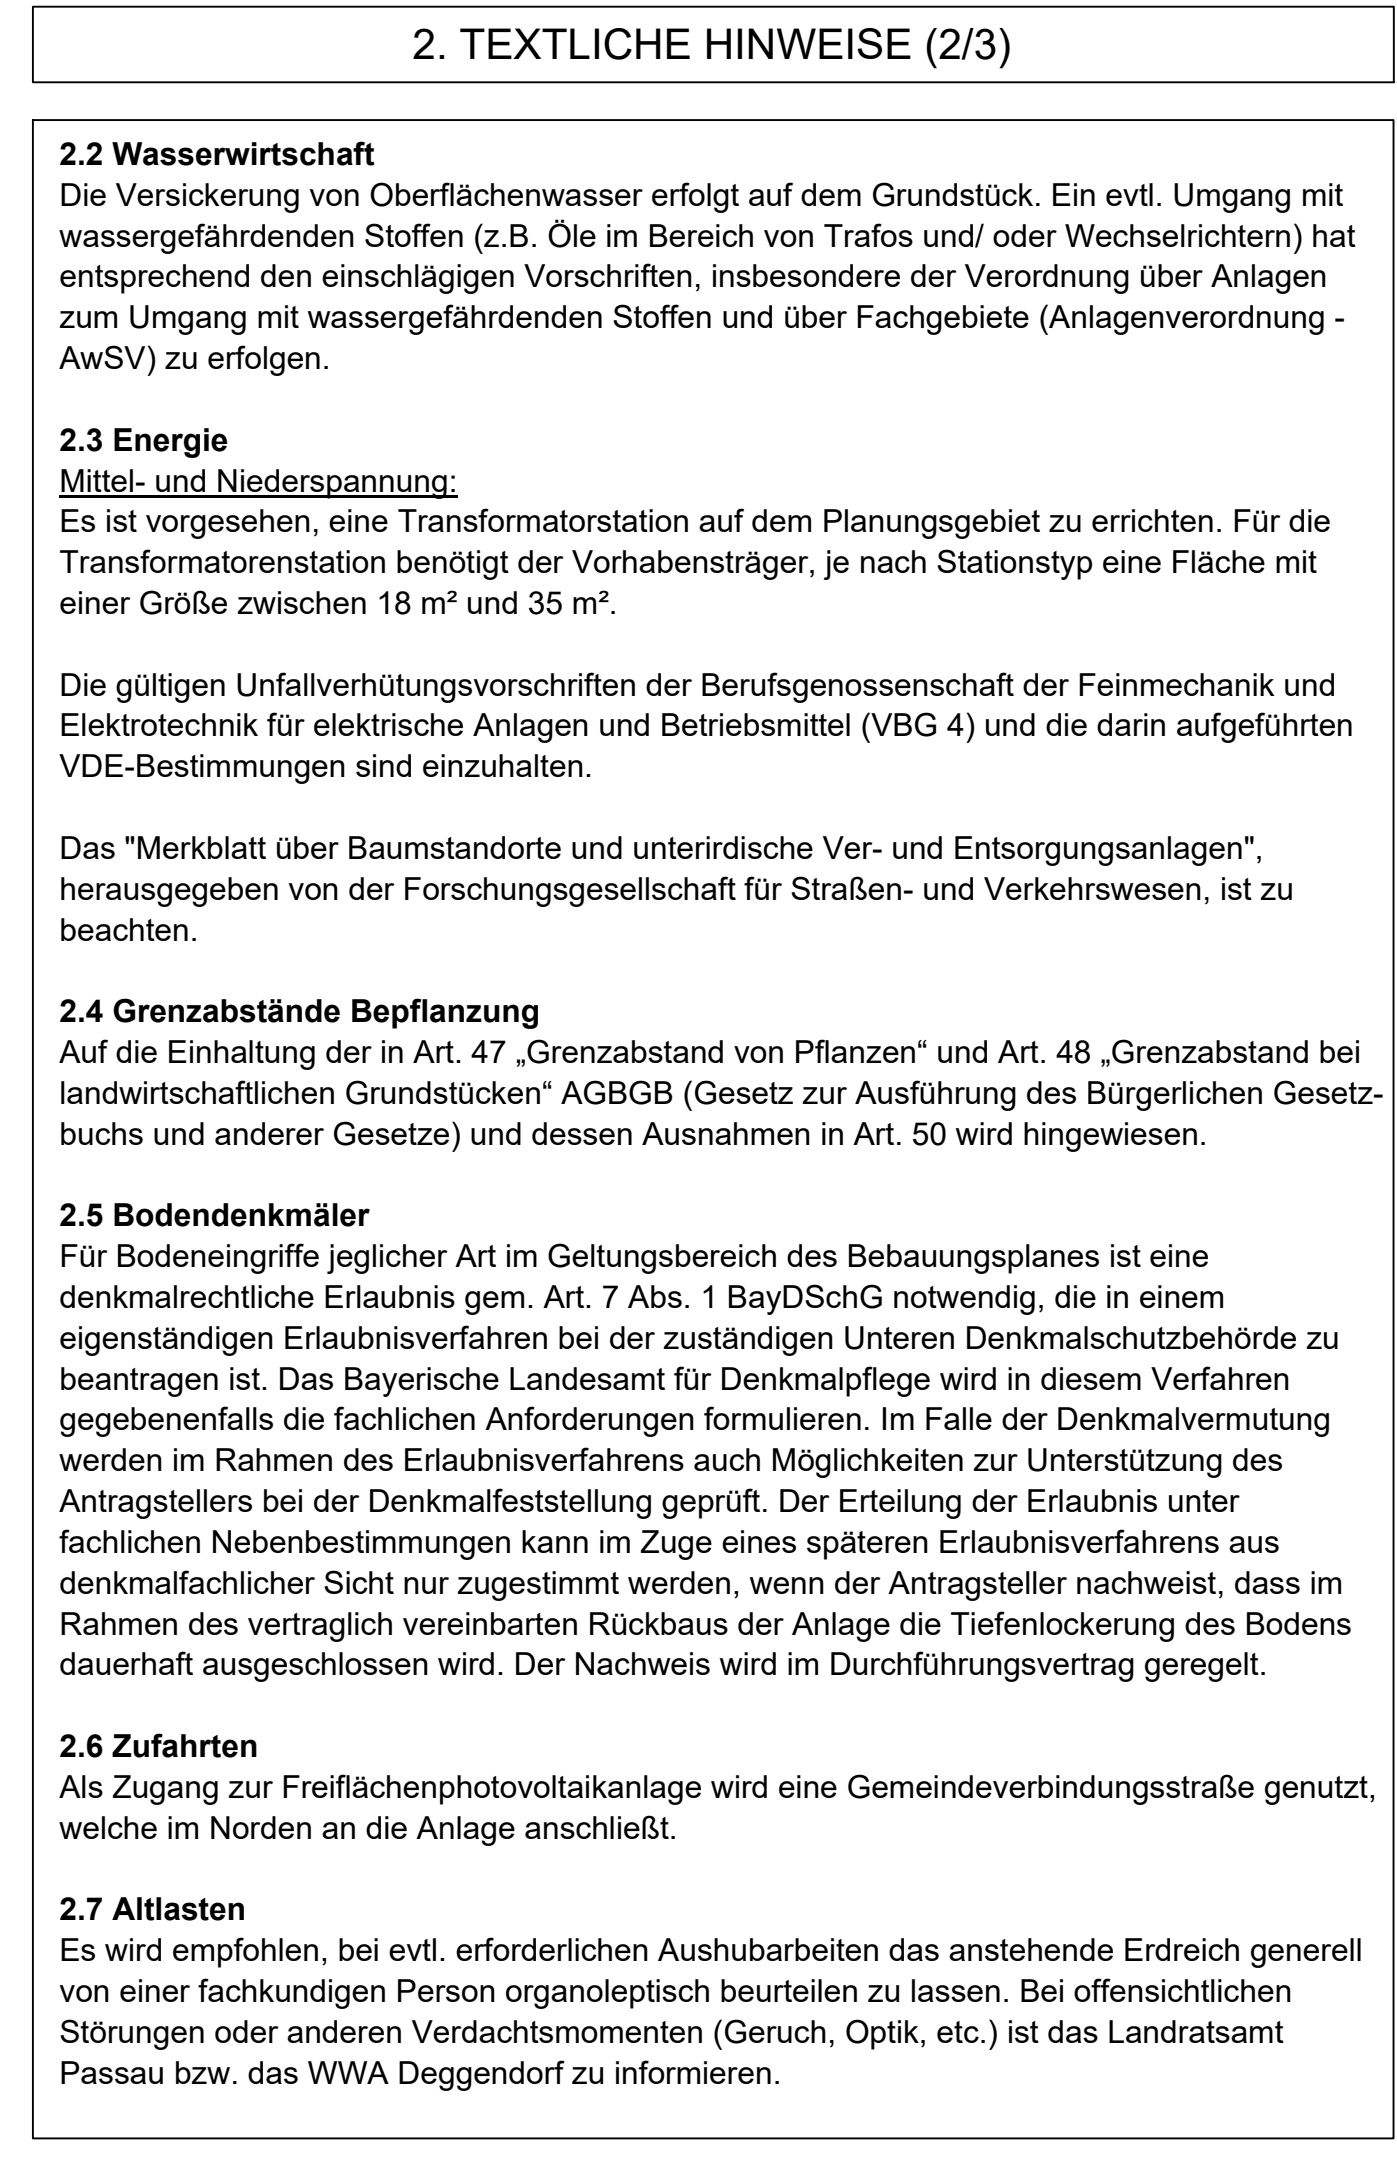 2. TEXTLICHE HINWEISE (2/3)
2.2 Wasserwirtschaft
Die Versickerung von Oberflächenwasser erfolgt auf dem Grundstück. Ein evtl. Umgang mit
wassergefährdenden Stoffen (z.B. Öle im Bereich von Trafos und/ oder Wechselrichtern) hat
entsprechend den einschlägigen Vorschriften, insbesondere der Verordnung über Anlagen
zum Umgang mit wassergefährdenden Stoffen und über Fachgebiete (Anlagenverordnung -
AwSV) zu erfolgen.
2.3 Energie
Mittel- und Niederspannung:
Es ist vorgesehen, eine Transformatorstation auf dem Planungsgebiet zu errichten. Für die
Transformatorenstation benötigt der Vorhabensträger, je nach Stationstyp eine Fläche mit
einer Größe zwischen 18 m² und 35 m².
Die gültigen Unfallverhütungsvorschriften der Berufsgenossenschaft der Feinmechanik und
Elektrotechnik für elektrische Anlagen und Betriebsmittel (VBG 4) und die darin aufgeführten
VDE-Bestimmungen sind einzuhalten.
Das "Merkblatt über Baumstandorte und unterirdische Ver- und Entsorgungsanlagen",
herausgegeben von der Forschungsgesellschaft für Straßen- und Verkehrswesen, ist zu
beachten.
2.4 Grenzabstände Bepflanzung
Auf die Einhaltung der in Art. 47 „Grenzabstand von Pflanzen“ und Art. 48 „Grenzabstand bei
landwirtschaftlichen Grundstücken“ AGBGB (Gesetz zur Ausführung des Bürgerlichen Gesetz-
buchs und anderer Gesetze) und dessen Ausnahmen in Art. 50 wird hingewiesen.
2.5 Bodendenkmäler
Für Bodeneingriffe jeglicher Art im Geltungsbereich des Bebauungsplanes ist eine
denkmalrechtliche Erlaubnis gem. Art. 7 Abs. 1 BayDSchG notwendig, die in einem
eigenständigen Erlaubnisverfahren bei der zuständigen Unteren Denkmalschutzbehörde zu
beantragen ist. Das Bayerische Landesamt für Denkmalpflege wird in diesem Verfahren
gegebenenfalls die fachlichen Anforderungen formulieren. Im Falle der Denkmalvermutung
werden im Rahmen des Erlaubnisverfahrens auch Möglichkeiten zur Unterstützung des
Antragstellers bei der Denkmalfeststellung geprüft. Der Erteilung der Erlaubnis unter
fachlichen Nebenbestimmungen kann im Zuge eines späteren Erlaubnisverfahrens aus
denkmalfachlicher Sicht nur zugestimmt werden, wenn der Antragsteller nachweist, dass im
Rahmen des vertraglich vereinbarten Rückbaus der Anlage die Tiefenlockerung des Bodens
dauerhaft ausgeschlossen wird. Der Nachweis wird im Durchführungsvertrag geregelt.
2.6 Zufahrten
Als Zugang zur Freiflächenphotovoltaikanlage wird eine Gemeindeverbindungsstraße genutzt,
welche im Norden an die Anlage anschließt.
2.7 Altlasten
Es wird empfohlen, bei evtl. erforderlichen Aushubarbeiten das anstehende Erdreich generell
von einer fachkundigen Person organoleptisch beurteilen zu lassen. Bei offensichtlichen
Störungen oder anderen Verdachtsmomenten (Geruch, Optik, etc.) ist das Landratsamt
Passau bzw. das WWA Deggendorf zu informieren.